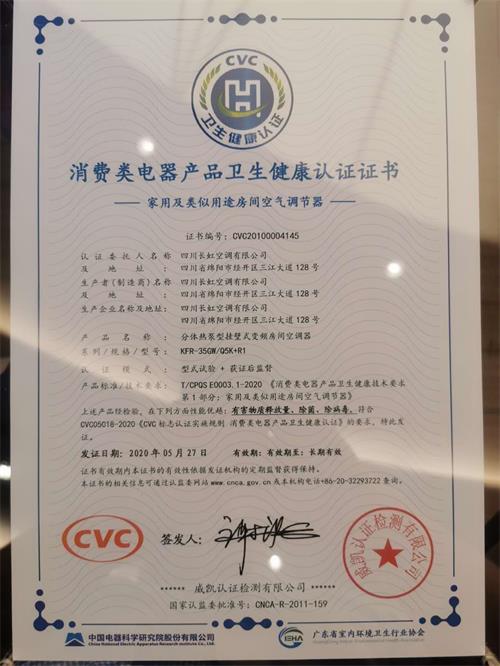 CVC
卫生健康认证
消费类电器产品卫生健康认证证书
家用及类似用途房间空气调节器
证书编号：CVC20100004145
认证委托人名称：四川长虹空调有限公司
及地址：四川省绵阳市经开区三江大道128号
生产者(制造商)名称：四川长虹空调有限公司
及地址：四川省绵阳市经开区三江大道128号
生产企业名称及地址：四川长虹空调有限公司
四川省绵阳市经开区三江大道128号
产品名称：分体热泵型挂壁式变频房间空调器
系列/规格/型号：KFR-35GW/Q5K+R1
认证模式：型式试验 + 获证后监督
产品标准/技术要求：T/CPQS E0003.1-2020 《消费类电器产品卫生健康技术要求
第1部分：家用及类似用途房间空气调节器》
上述产品经检验，在下列方面性能优越：有害物质释放量、除菌、除病毒，符合
CVC05018-2020《CVC标志认证实施规则 消费类电器产品卫生健康认证》的要求，特此发
证。
发证日期：2020年05月27日 有效期：有效期至：长期有效
证书有效期内本证书的有效性依据发证机构的定期监督获得保持。
本证书的相关信息可通过认监委网站www.cnca.gov.cn或本机构电话+86-20-32293722查询。
CVC
签发人：
威凯认证检测有限公司
****** 威凯认证检测有限公司 ******
国家认监委批准号：CNCA-R-2011-159
中国电器科学研究院股份有限公司
China National Electric Apparatus Research Institute Co., Ltd.
IEHA
广东省室内环境卫生行业协会